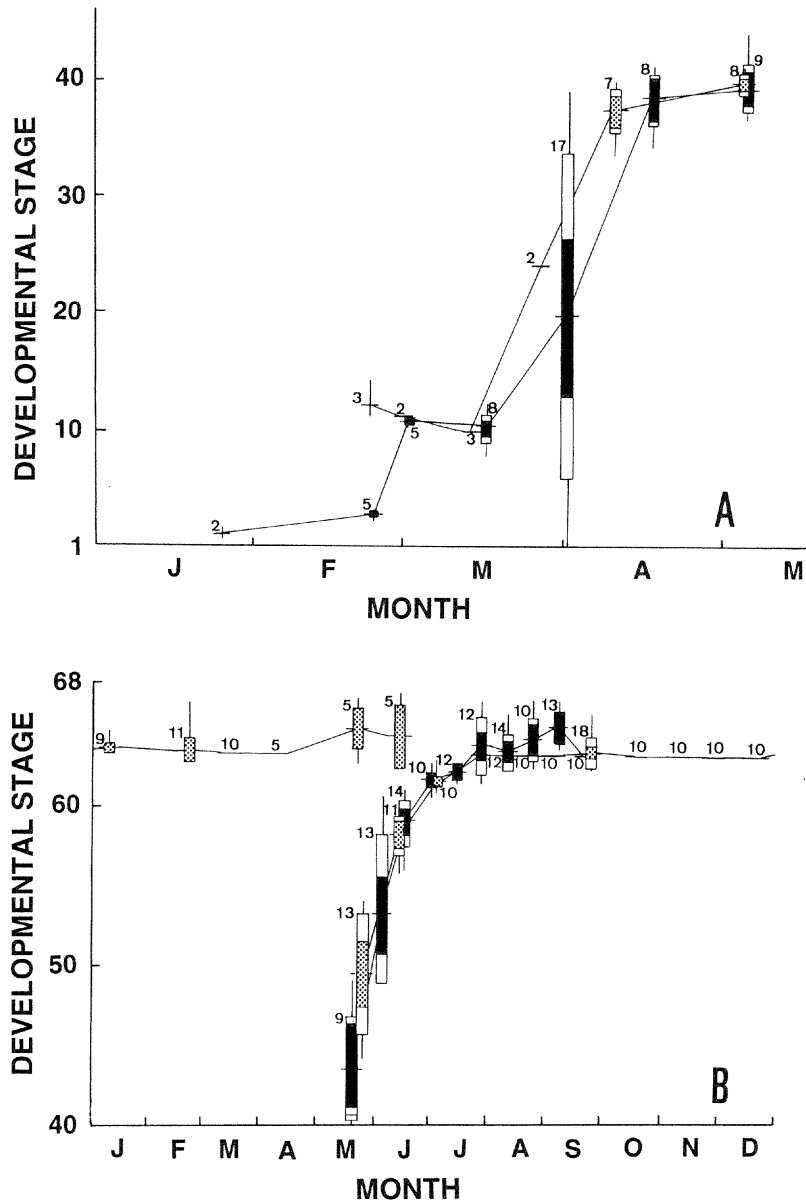 40
30
20
10
1
DEVELOPMENTAL STAGE
2
5
3
2
5
3
8
2
17
7
8
8
9
A
J F M A M
MONTH
68
60
50
40
DEVELOPMENTAL STAGE
9 11 10 5 5 5
9 13 13 14 11
10 12 10
12 14 10 13 18
12 10 10 10
10 10 10 10
B
J F M A M J J A S O N D
MONTH